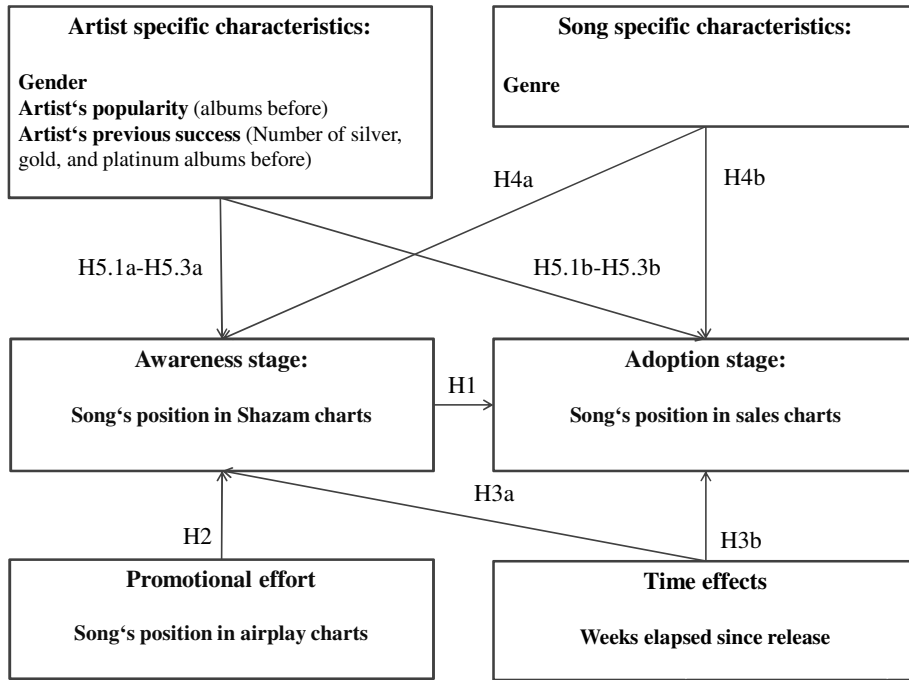 Artist specific characteristics:
Gender
Artist‘s popularity (albums before)
Artist‘s previous success (Number of silver,
gold, and platinum albums before)
Song specific characteristics:
Genre
H4a
H4b
H5.1a-H5.3a
H5.1b-H5.3b
Awareness stage:
Song‘s position in Shazam charts
H1
Adoption stage:
Song‘s position in sales charts
H3a
H2
H3b
Promotional effort
Song‘s position in airplay charts
Time effects
Weeks elapsed since release